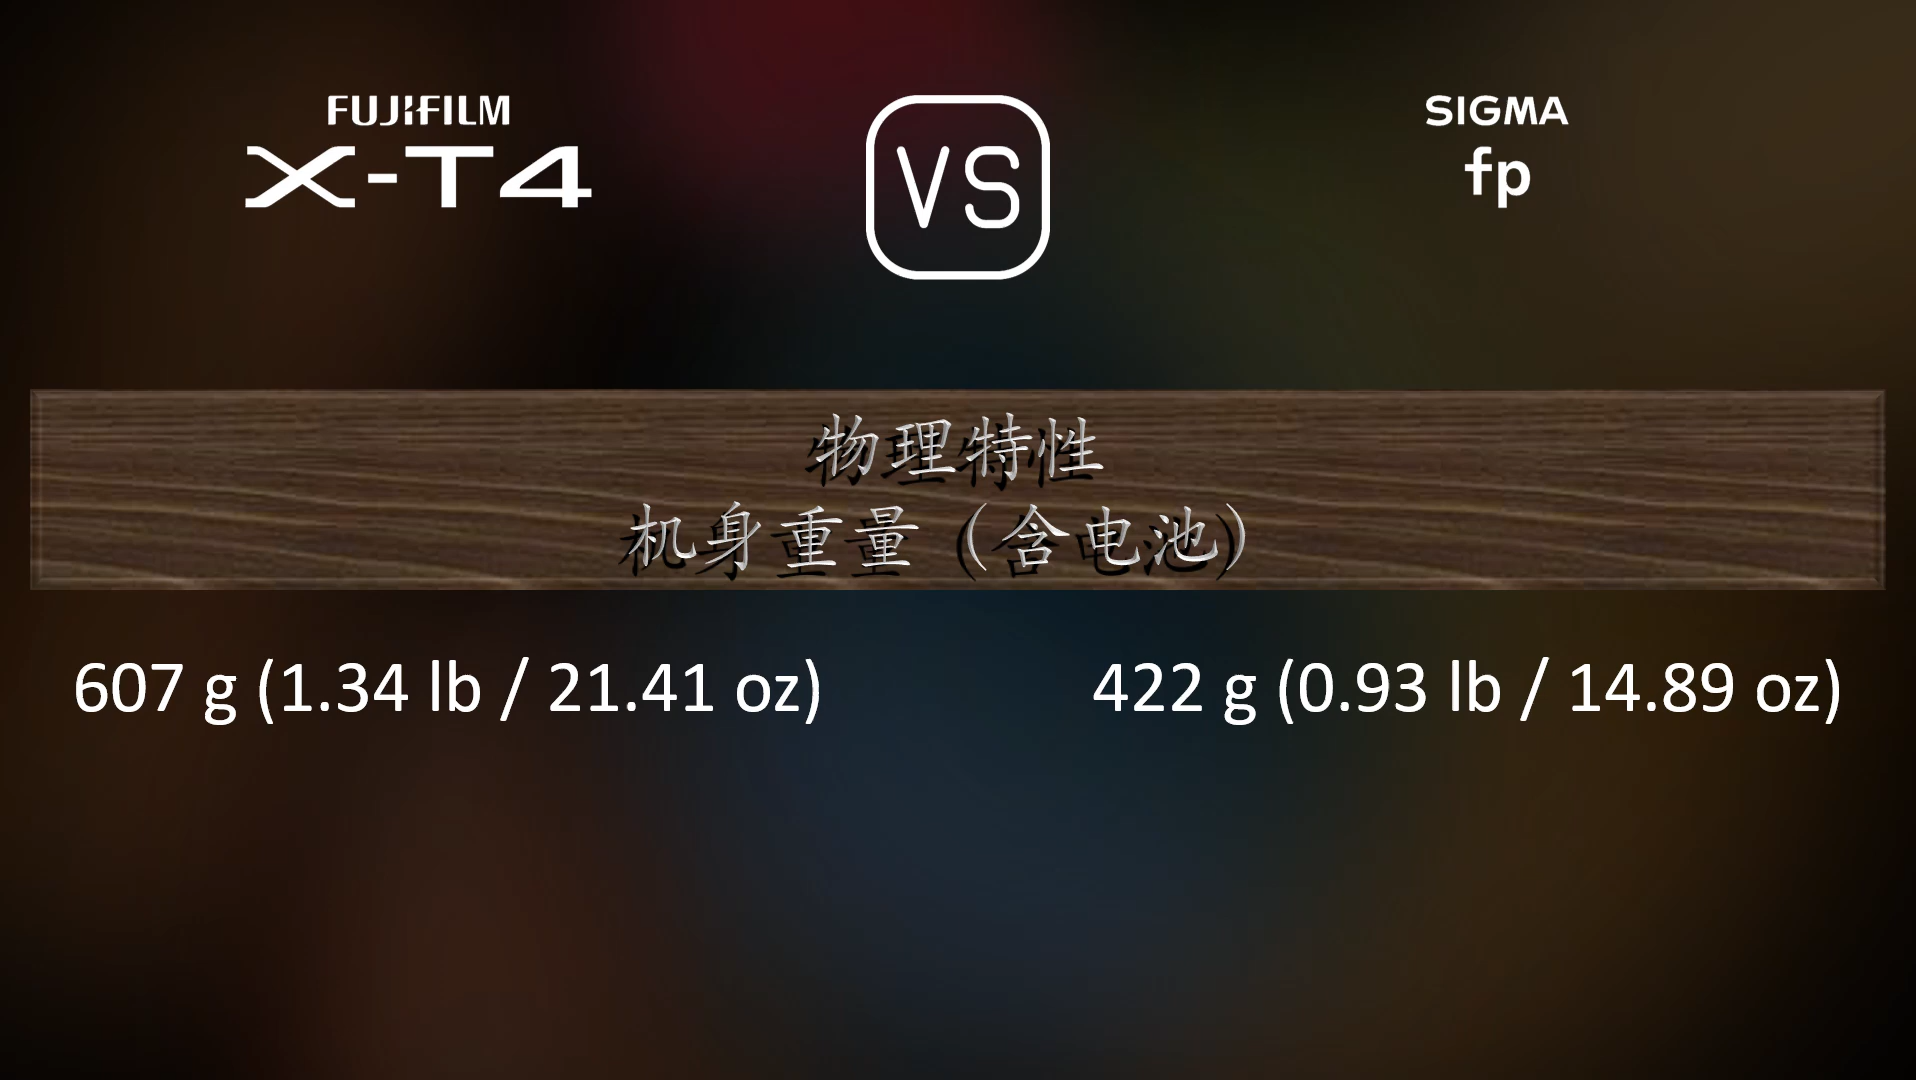 FUJIFILM
X-T4
VS
SIGMA
fp
物理特性
机身重量（含电池）
607 g (1.34 lb / 21.41 oz)
422 g (0.93 lb / 14.89 oz)